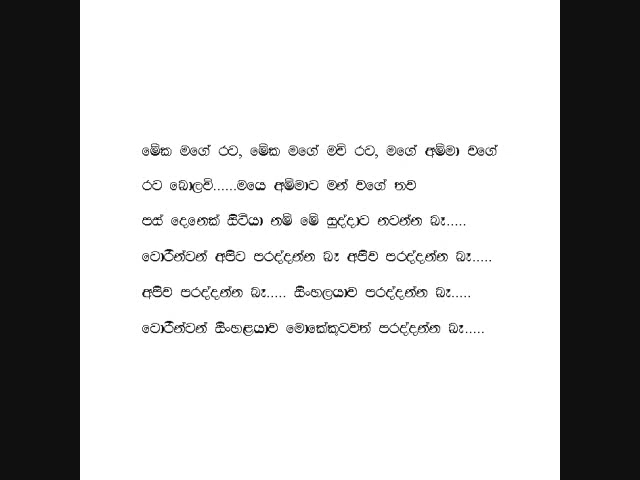 මේක මගේ රට, මේක මගේ මව් රට, මගේ අම්මා වගේ
රට බොලව්......මයෙ අම්මාට මන් වගේ තව
පස් දෙනෙක් සිටියා නම් මේ සුද්දාට නටන්න බෑ.....
ටොරින්ටන් අපිට පරද්දන්න බෑ අපිව පරද්දන්න බෑ.....
අපිව පරද්දන්න බෑ..... සිංහලයාව පරද්දන්න බෑ.....
ටොරින්ටන් සිංහළයාව මොකේකුටවත් පරද්දන්න බෑ.....